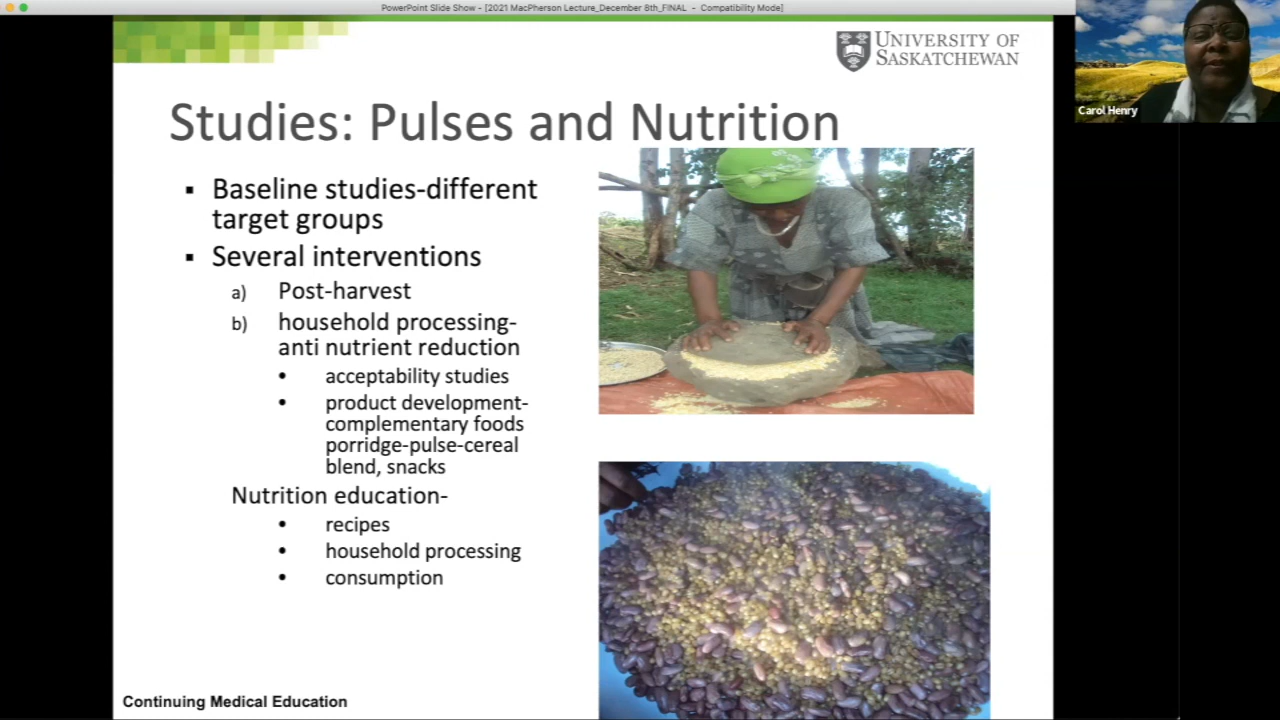 PowerPoint Slide Show - [2021 MacPherson Lecture_December 8th_FINAL - Compatibility Mode]
UNIVERSITY OF
SASKATCHEWAN
Carol Henry
Studies: Pulses and Nutrition
▪ Baseline studies-different
target groups
▪ Several interventions
a) Post-harvest
b) household processing-
anti nutrient reduction
• acceptability studies
• product development-
complementary foods
porridge-pulse-cereal
blend, snacks
Nutrition education-
• recipes
• household processing
• consumption
Continuing Medical Education